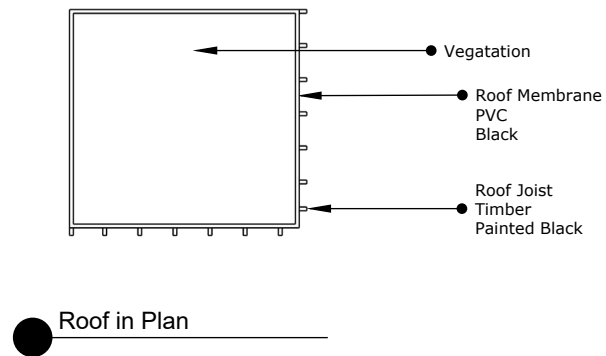 Vegatation
Roof Membrane
PVC
Black
Roof Joist
Timber
Painted Black
Roof in Plan